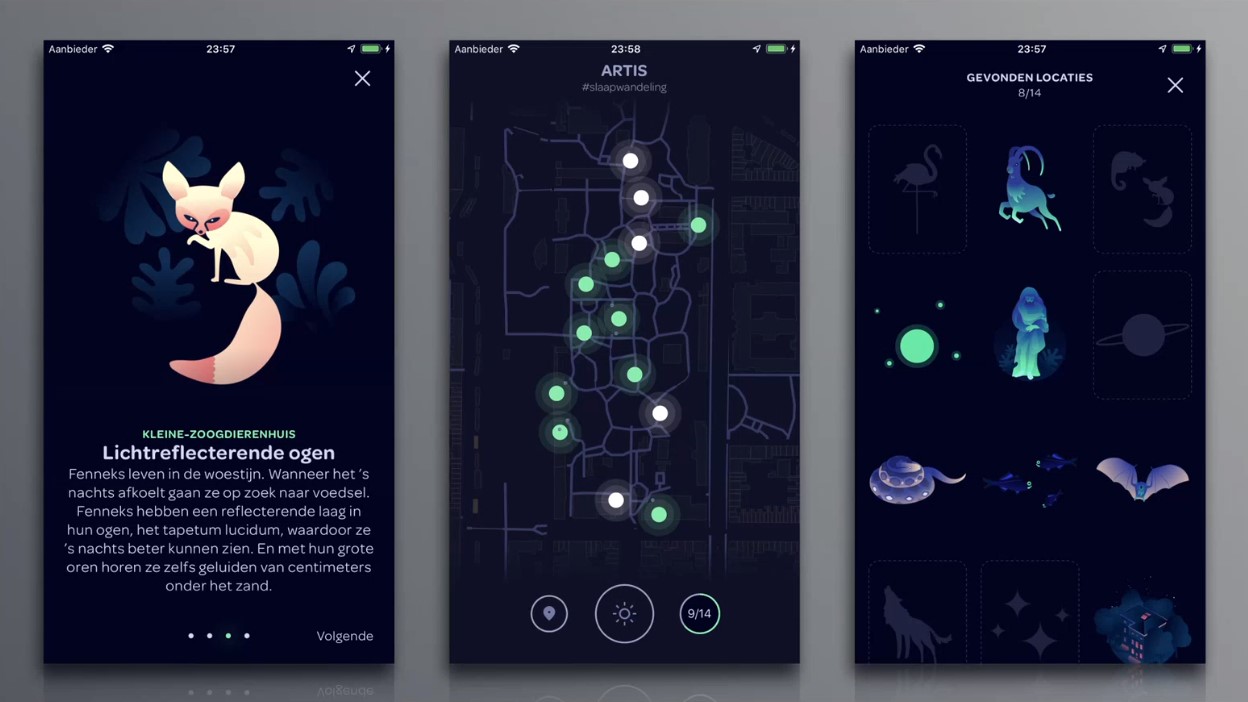 Aanbieder 23:57
KLEINE-ZOOGDIERENHUIS
Lichtreflecterende ogen
Fenneks leven in de woestijn. Wanneer het 's
nachts afkoelt gaan ze op zoek naar voedsel.
Fenneks hebben een reflecterende laag in
hun ogen, het tapetum lucidum, waardoor ze
's nachts beter kunnen zien. En met hun grote
oren horen ze zelfs geluiden van centimeters
onder het zand.
Volgende
Aanbieder 23:58
ARTIS
#slaapwandeling
9/14
Aanbieder 23:57
GEVONDEN LOCATIES
8/14